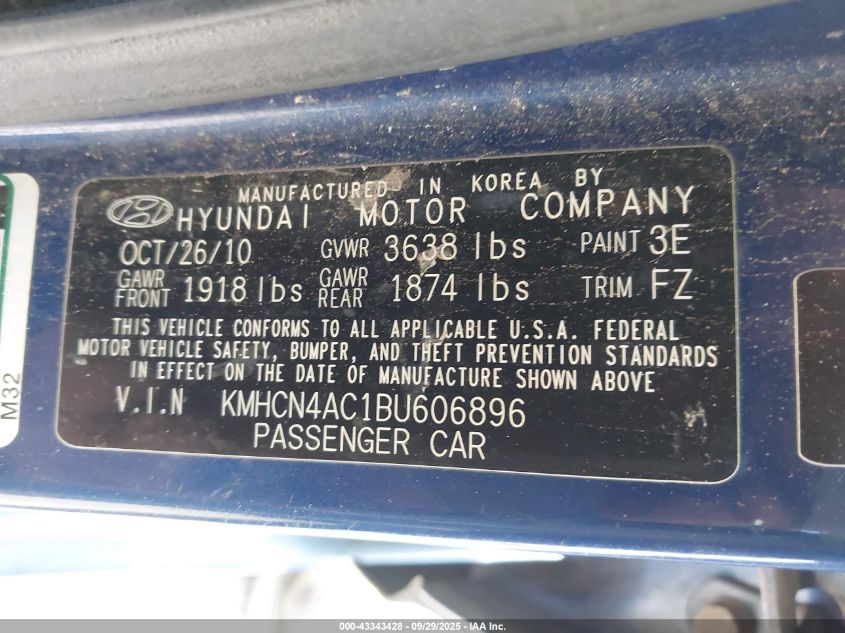 MANUFACTURED IN KOREA BY
HYUNDAI MOTOR COMPANY
OCT/26/10 GVWR 3638 lbs PAINT 3E
GAWR FRONT 1918 lbs GAWR REAR 1874 lbs TRIM FZ
THIS VEHICLE CONFORMS TO ALL APPLICABLE U.S.A. FEDERAL
MOTOR VEHICLE SAFETY, BUMPER, AND THEFT PREVENTION STANDARDS
IN EFFECT ON THE DATE OF MANUFACTURE SHOWN ABOVE
V.I.N KMHCN4AC1BU606896
PASSENGER CAR
M32
000-43343428 - 09/29/2025 - IAA Inc.